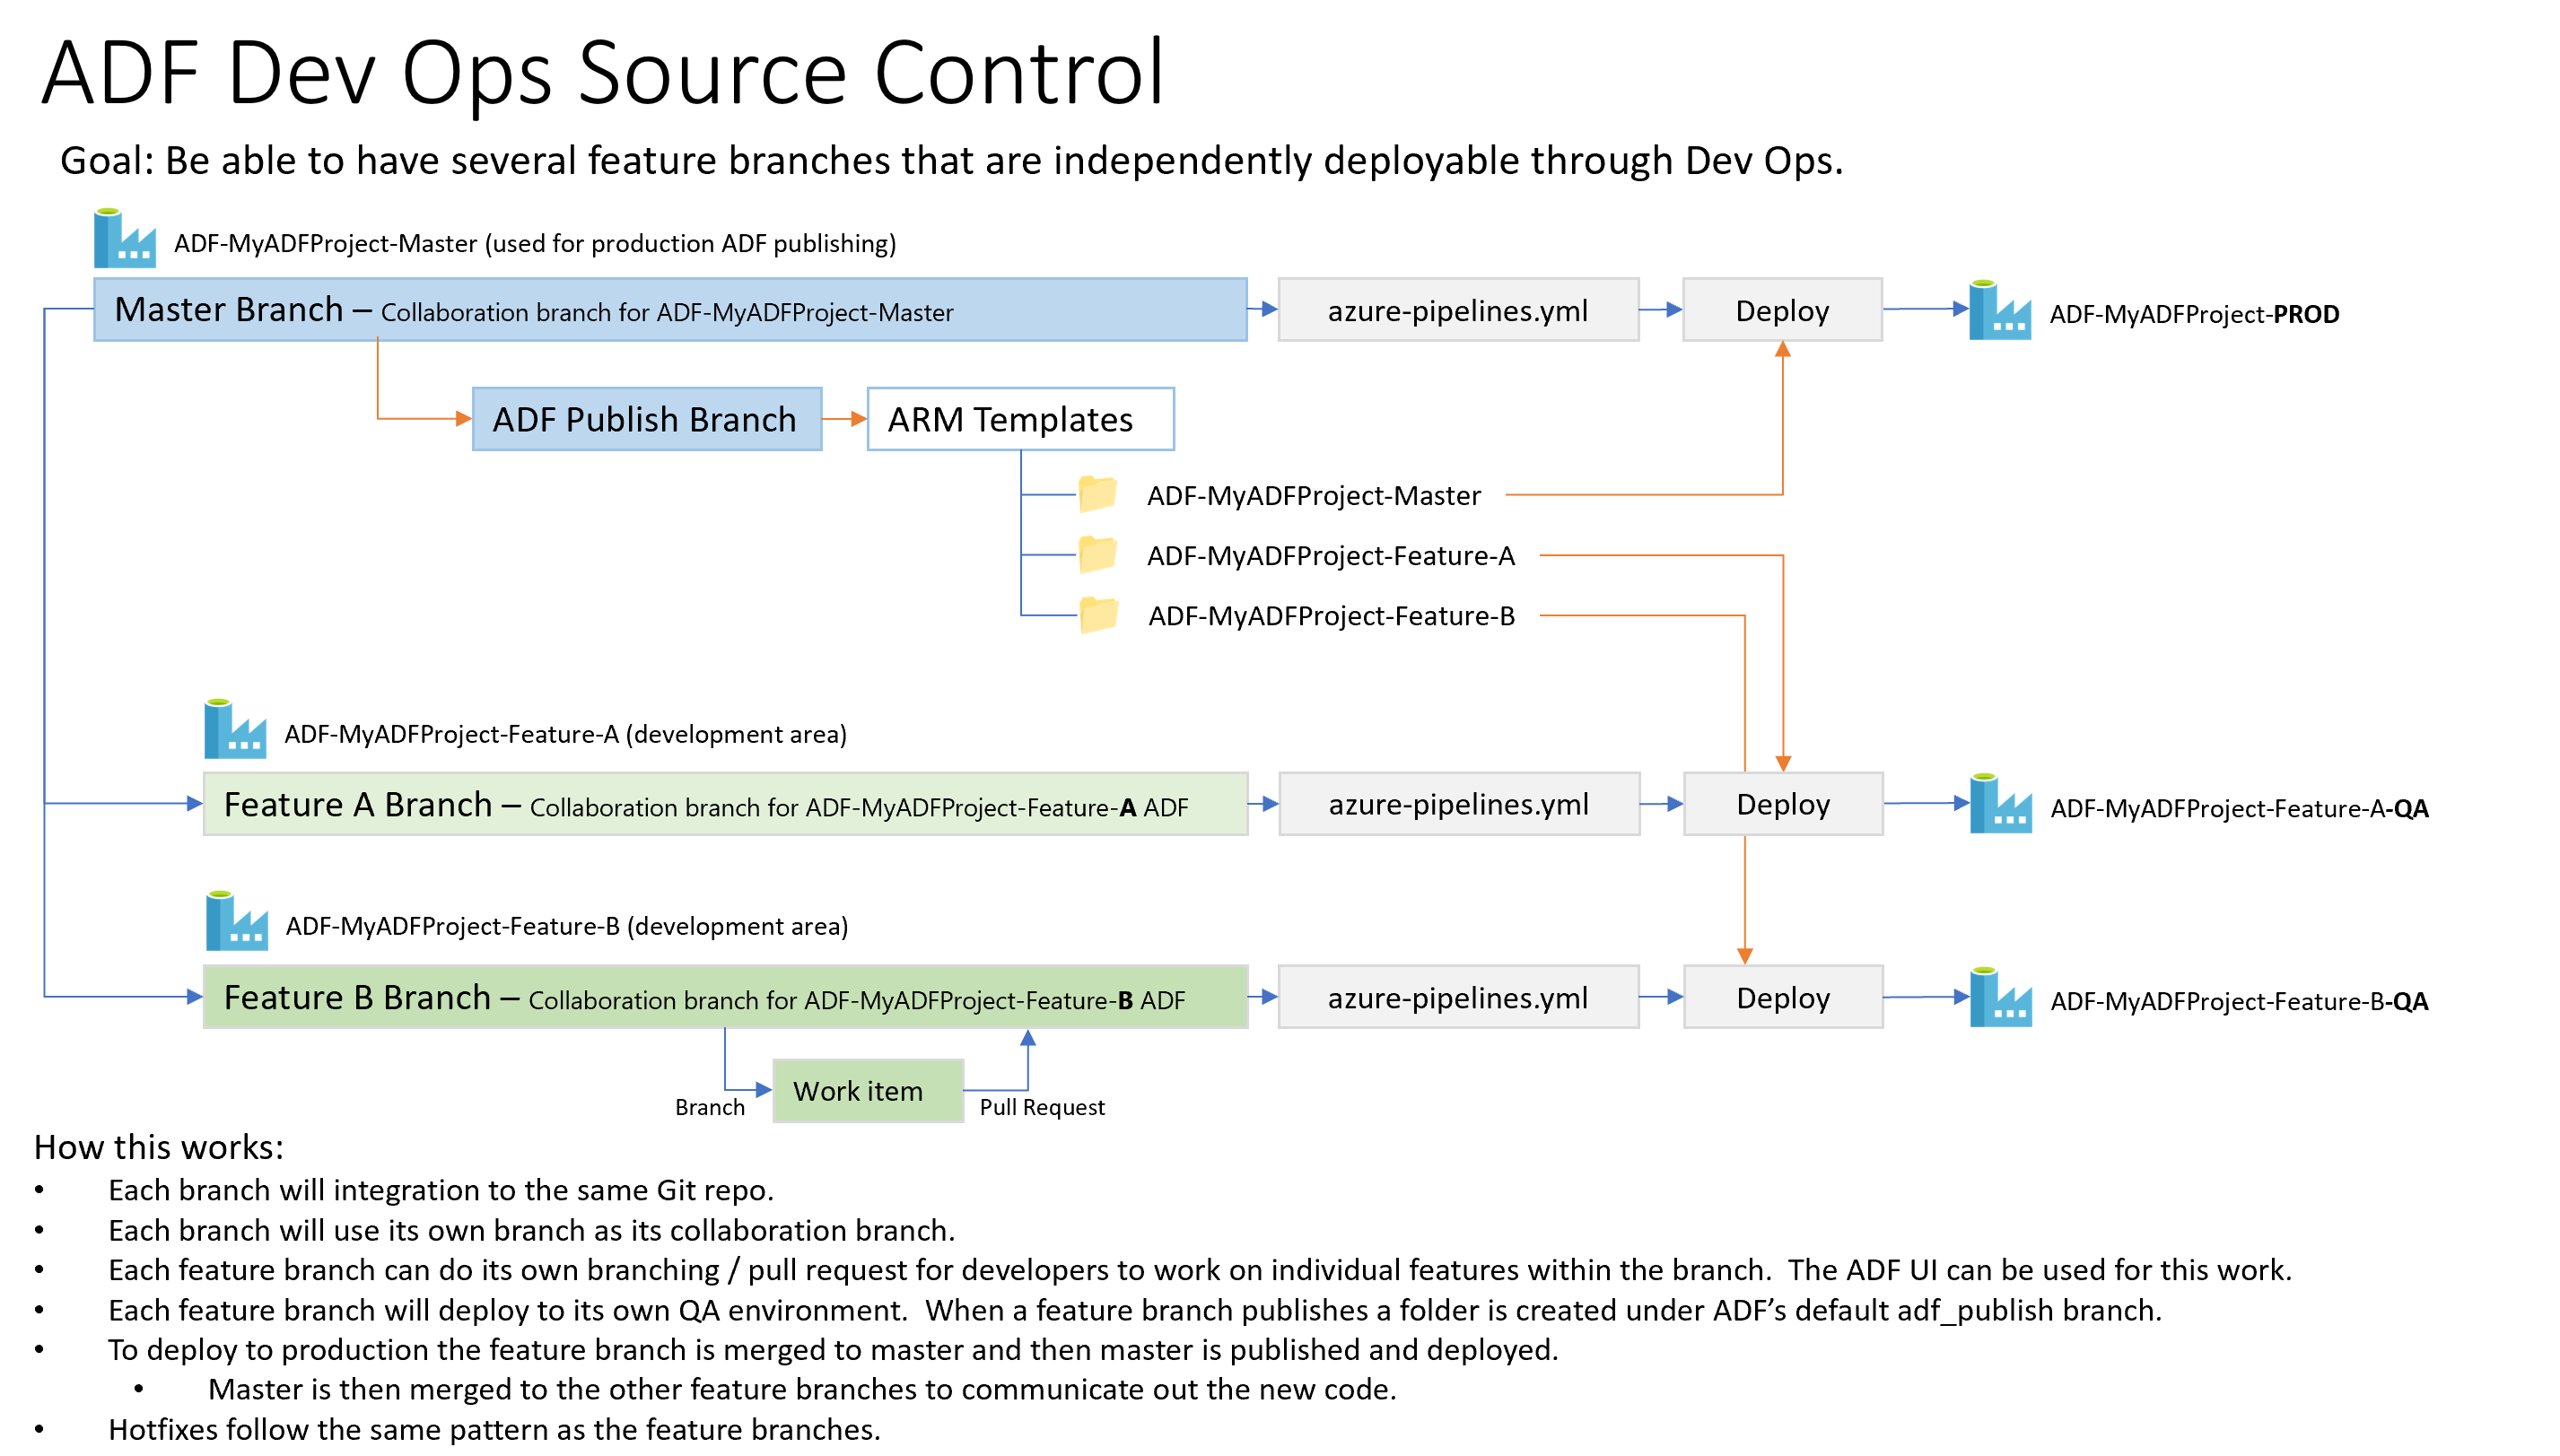 ADF Dev Ops Source Control
Goal: Be able to have several feature branches that are independently deployable through Dev Ops.
ADF-MyADFProject-Master (used for production ADF publishing)
Master Branch – Collaboration branch for ADF-MyADFProject-Master
azure-pipelines.yml
Deploy
ADF-MyADFProject-PROD
ADF Publish Branch
ARM Templates
ADF-MyADFProject-Master
ADF-MyADFProject-Feature-A
ADF-MyADFProject-Feature-B
ADF-MyADFProject-Feature-A (development area)
Feature A Branch – Collaboration branch for ADF-MyADFProject-Feature-A ADF
azure-pipelines.yml
Deploy
ADF-MyADFProject-Feature-A-QA
ADF-MyADFProject-Feature-B (development area)
Feature B Branch – Collaboration branch for ADF-MyADFProject-Feature-B ADF
azure-pipelines.yml
Deploy
ADF-MyADFProject-Feature-B-QA
Branch
Work item
Pull Request
How this works:
• Each branch will integration to the same Git repo.
• Each branch will use its own branch as its collaboration branch.
• Each feature branch can do its own branching / pull request for developers to work on individual features within the branch.  The ADF UI can be used for this work.
• Each feature branch will deploy to its own QA environment.  When a feature branch publishes a folder is created under ADF’s default adf_publish branch.
• To deploy to production the feature branch is merged to master and then master is published and deployed.
• Master is then merged to the other feature branches to communicate out the new code.
• Hotfixes follow the same pattern as the feature branches.